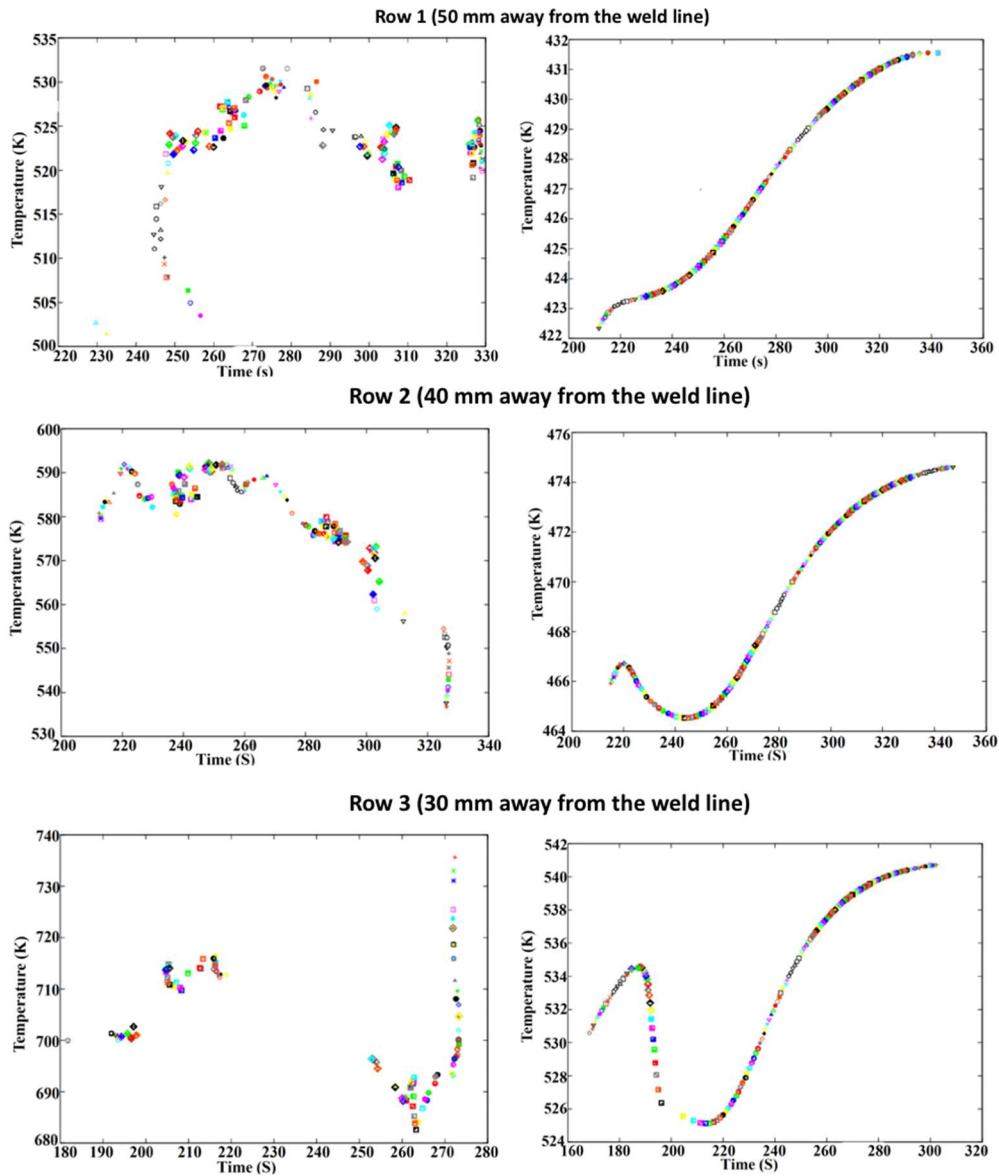 Row 1 (50 mm away from the weld line)
535
530
525
520
515
510
505
500
220 230 240 250 260 270 280 290 300 310 320 330
Temperature (K)
Time (s)
432
431
430
429
428
427
426
425
424
423
422
200 220 240 260 280 300 320 340 360
Temperature (K)
Time (s)
Row 2 (40 mm away from the weld line)
600
590
580
570
560
550
540
530
200 220 240 260 280 300 320 340
Temperature (K)
Time (S)
476
474
472
470
468
466
464
200 220 240 260 280 300 320 340 360
Temperature (K)
Time (S)
Row 3 (30 mm away from the weld line)
740
730
720
710
700
690
680
180 190 200 210 220 230 240 250 260 270 280
Temperature (K)
Time (S)
542
540
538
536
534
532
530
528
526
524
160 180 200 220 240 260 280 300 320
Temperature (K)
Time (S)